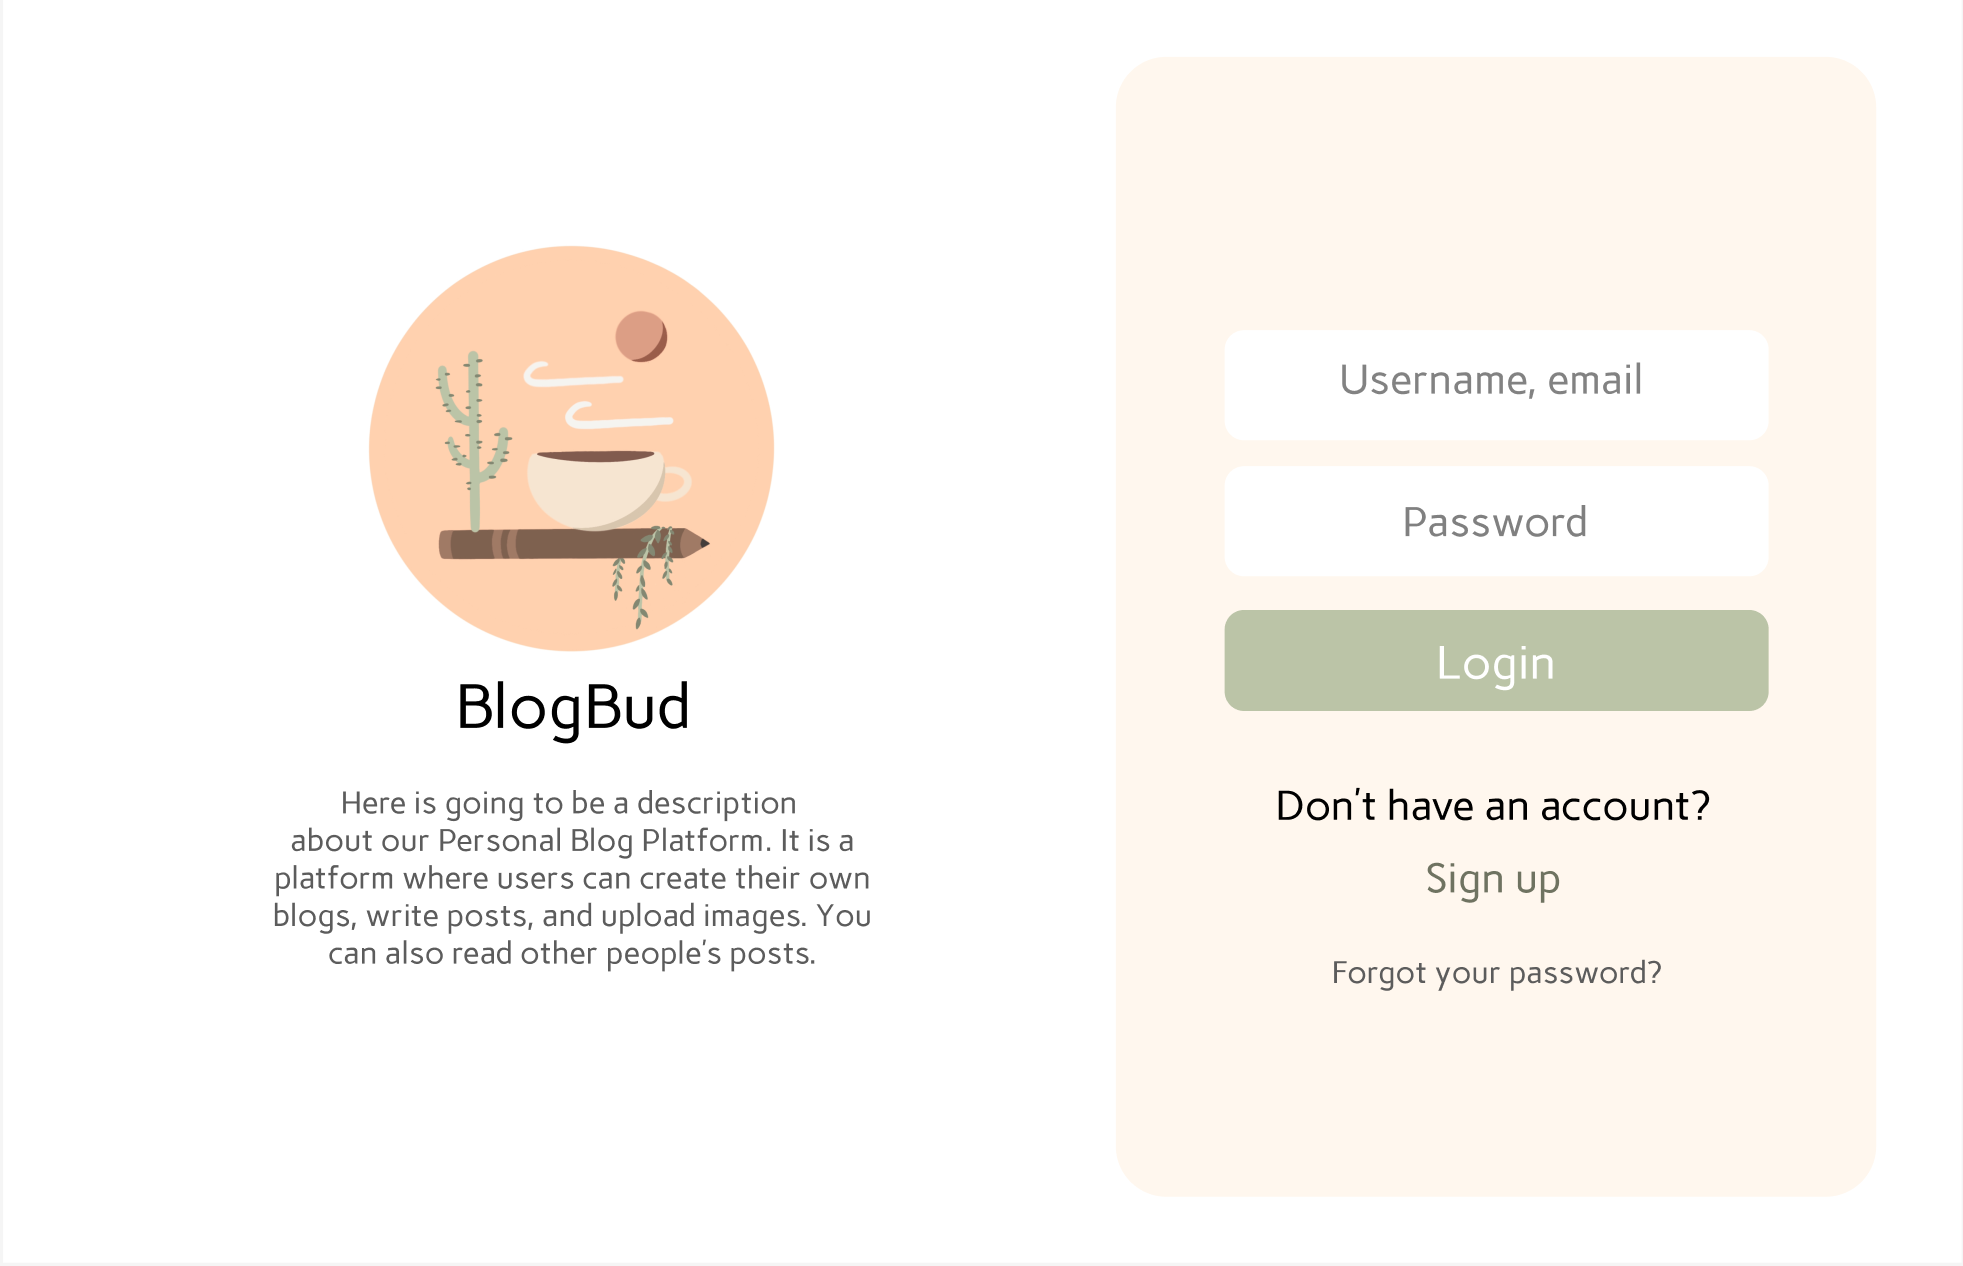 BlogBud
Here is going to be a description
about our Personal Blog Platform. It is a
platform where users can create their own
blogs, write posts, and upload images. You
can also read other people's posts.
Username, email
Password
Login
Don't have an account?
Sign up
Forgot your password?